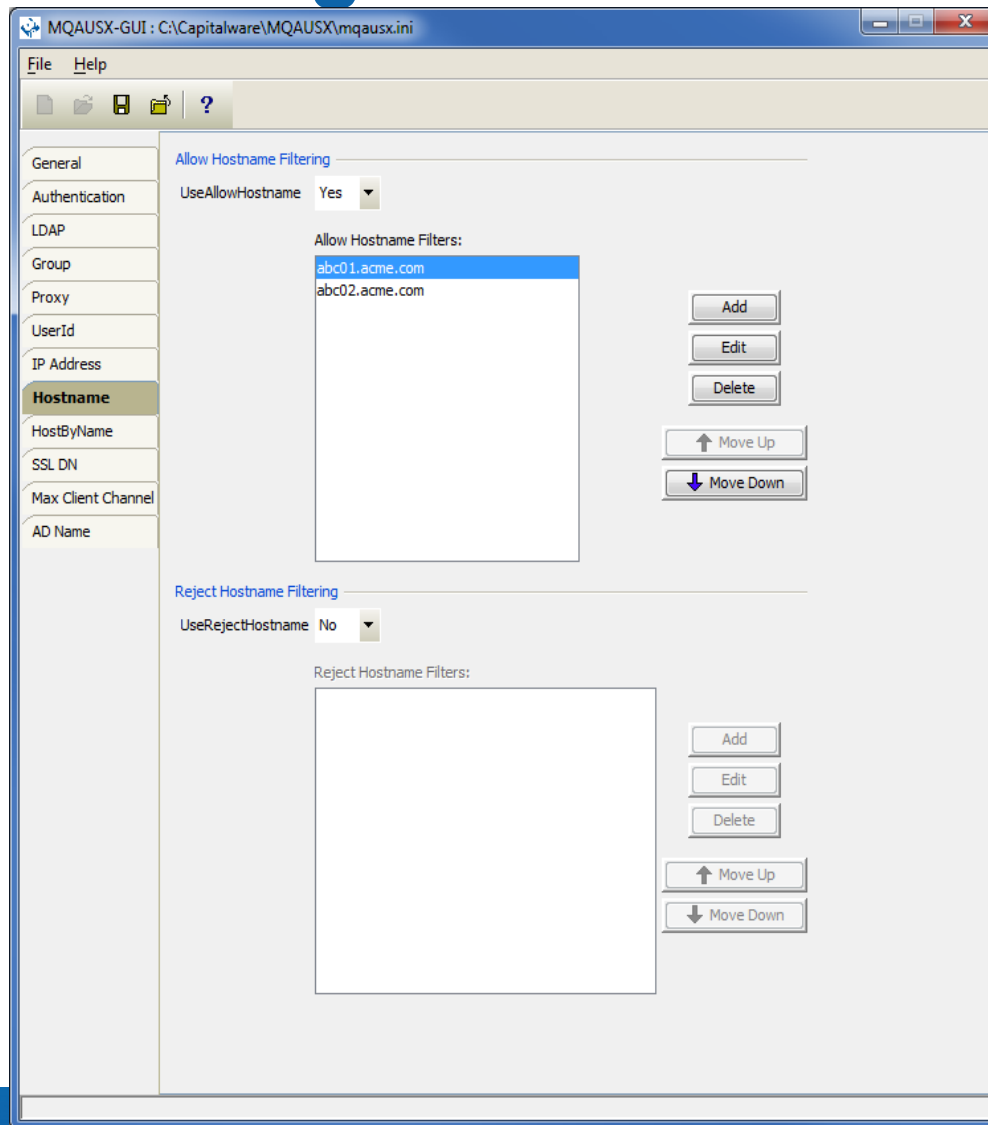 MQAUSX-GUI : C:\Capitalware\MQAUSX\mqausx.ini
File Help
?
General
Authentication
LDAP
Group
Proxy
UserId
IP Address
Hostname
HostByName
SSL DN
Max Client Channel
AD Name
Allow Hostname Filtering
UseAllowHostname Yes
Allow Hostname Filters:
abc01.acme.com
abc02.acme.com
Add
Edit
Delete
Move Up
Move Down
Reject Hostname Filtering
UseRejectHostname No
Reject Hostname Filters:
Add
Edit
Delete
Move Up
Move Down